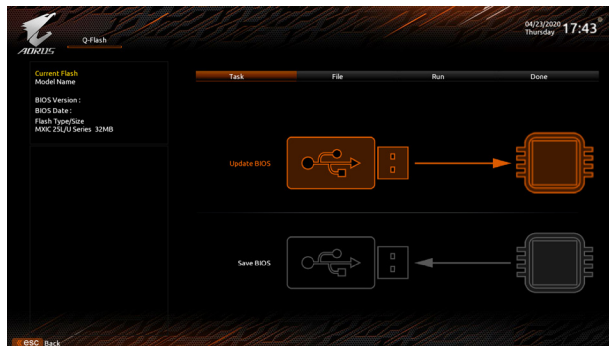 AORUS
Q-Flash
04/23/2020
Thursday 17:43
Current Flash
Model Name
BIOS Version :
BIOS Date :
Flash Type/Size
MXIC 25L/U Series 32MB
Task File Run Done
Update BIOS
Save BIOS
esc Back